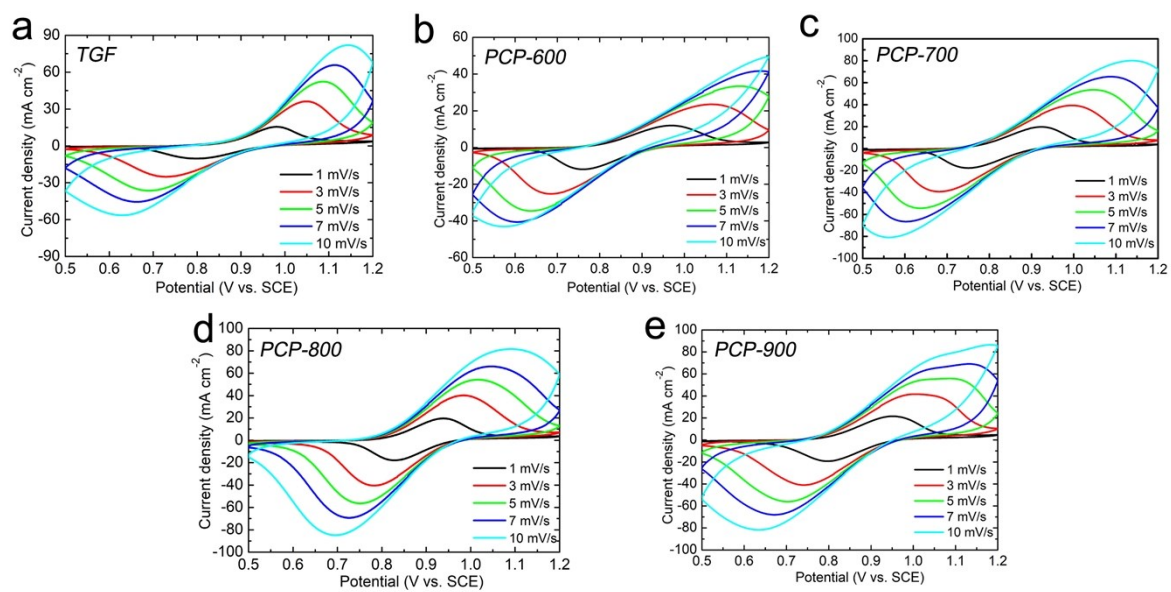 a
TGF
Current density (mA cm⁻²)
90
60
30
0
-30
-60
-90
1 mV/s
3 mV/s
5 mV/s
7 mV/s
10 mV/s
0.5 0.6 0.7 0.8 0.9 1.0 1.1 1.2
Potential (V vs. SCE)
b
PCP-600
Current density (mA cm⁻²)
60
40
20
0
-20
-40
-60
1 mV/s
3 mV/s
5 mV/s
7 mV/s
10 mV/s
0.5 0.6 0.7 0.8 0.9 1.0 1.1 1.2
Potential (V vs. SCE)
c
PCP-700
Current density (mA cm⁻²)
100
80
60
40
20
0
-20
-40
-60
-80
-100
1 mV/s
3 mV/s
5 mV/s
7 mV/s
10 mV/s
0.5 0.6 0.7 0.8 0.9 1.0 1.1 1.2
Potential (V vs. SCE)
d
PCP-800
Current density (mA cm⁻²)
100
80
60
40
20
0
-20
-40
-60
-80
-100
1 mV/s
3 mV/s
5 mV/s
7 mV/s
10 mV/s
0.5 0.6 0.7 0.8 0.9 1.0 1.1 1.2
Potential (V vs. SCE)
e
PCP-900
Current density (mA cm⁻²)
100
80
60
40
20
0
-20
-40
-60
-80
-100
1 mV/s
3 mV/s
5 mV/s
7 mV/s
10 mV/s
0.5 0.6 0.7 0.8 0.9 1.0 1.1 1.2
Potential (V vs. SCE)